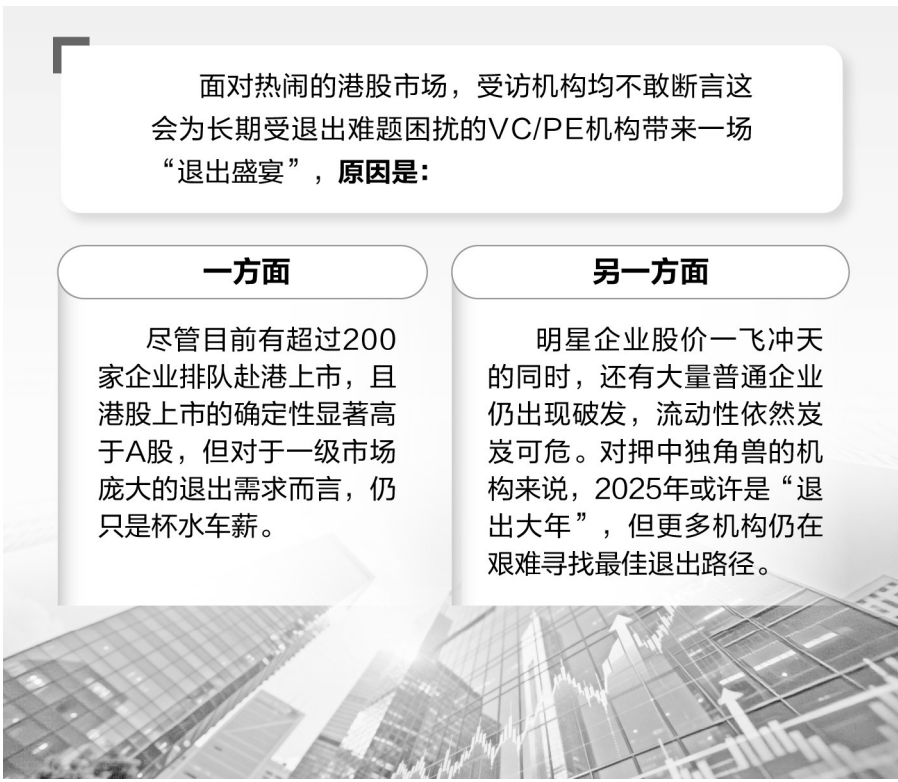 面对热闹的港股市场，受访机构均不敢断言这
会为长期受退出难题困扰的VC/PE机构带来一场
“退出盛宴”，原因是：
一方面
尽管目前有超过200
家企业排队赴港上市，且
港股上市的确定性显著高
于A股，但对于一级市场
庞大的退出需求而言，仍
只是杯水车薪。
另一方面
明星企业股价一飞冲天
的同时，还有大量普通企业
仍出现破发，流动性依然岌
岌可危。对押中独角兽的机
构来说，2025年或许是“退
出大年”，但更多机构仍在
艰难寻找最佳退出路径。